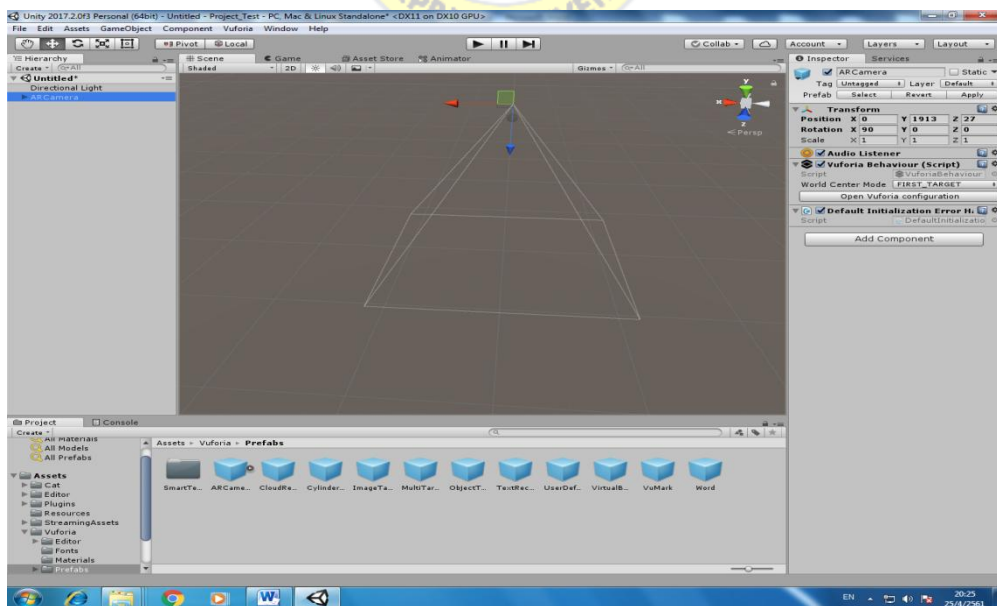 Unity 2017.2.0f3 Personal (64bit) - Untitled - Project_Test - PC, Mac & Linux Standalone* <DX11 on DX10 GPU>
File Edit Assets GameObject Component Vuforia Window Help
Pivot Local Collab Account Layers Layout
Hierarchy
Create All
Untitled*
Directional Light
ARCamera
Scene Game Asset Store Animator
Shaded 2D Gizmos All
y
x
z
Persp
Inspector Services
ARCamera Static
Tag Untagged Layer Default
Prefab Select Revert Apply
Transform
Position X 0 Y 1913 Z 27
Rotation X 90 Y 0 Z 0
Scale X 1 Y 1 Z 1
Audio Listener
Vuforia Behaviour (Script)
Script VuforiaBehaviour
World Center Mode FIRST_TARGET
Open Vuforia configuration
Default Initialization Error H
Script DefaultInitializatio
Add Component
Project Console
Create
All Materials
All Models
All Prefabs
Assets
Cat
Editor
Plugins
Resources
StreamingAssets
Vuforia
Editor
Fonts
Materials
Prefabs
Assets Vuforia Prefabs
SmartTe... ARCame... CloudRe... Cylinder... ImageTa... MultiTar... ObjectT... TextRec... UserDef... VirtualB... VuMark Word
EN 20:25
25/4/2561